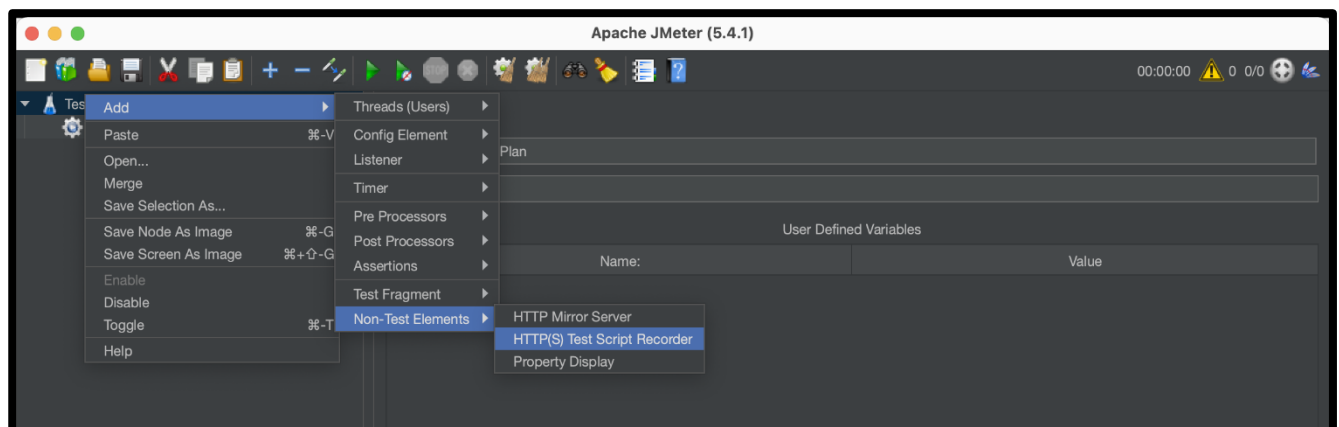 Apache JMeter (5.4.1)
STOP
00:00:00 0 0/0
Tes
Add
Paste ⌘-V
Open...
Merge
Save Selection As...
Save Node As Image ⌘-G
Save Screen As Image ⌘+⇧-G
Enable
Disable
Toggle ⌘-T
Help
Threads (Users)
Config Element
Listener
Timer
Pre Processors
Post Processors
Assertions
Test Fragment
Non-Test Elements
HTTP Mirror Server
HTTP(S) Test Script Recorder
Property Display
Plan
User Defined Variables
Name: Value